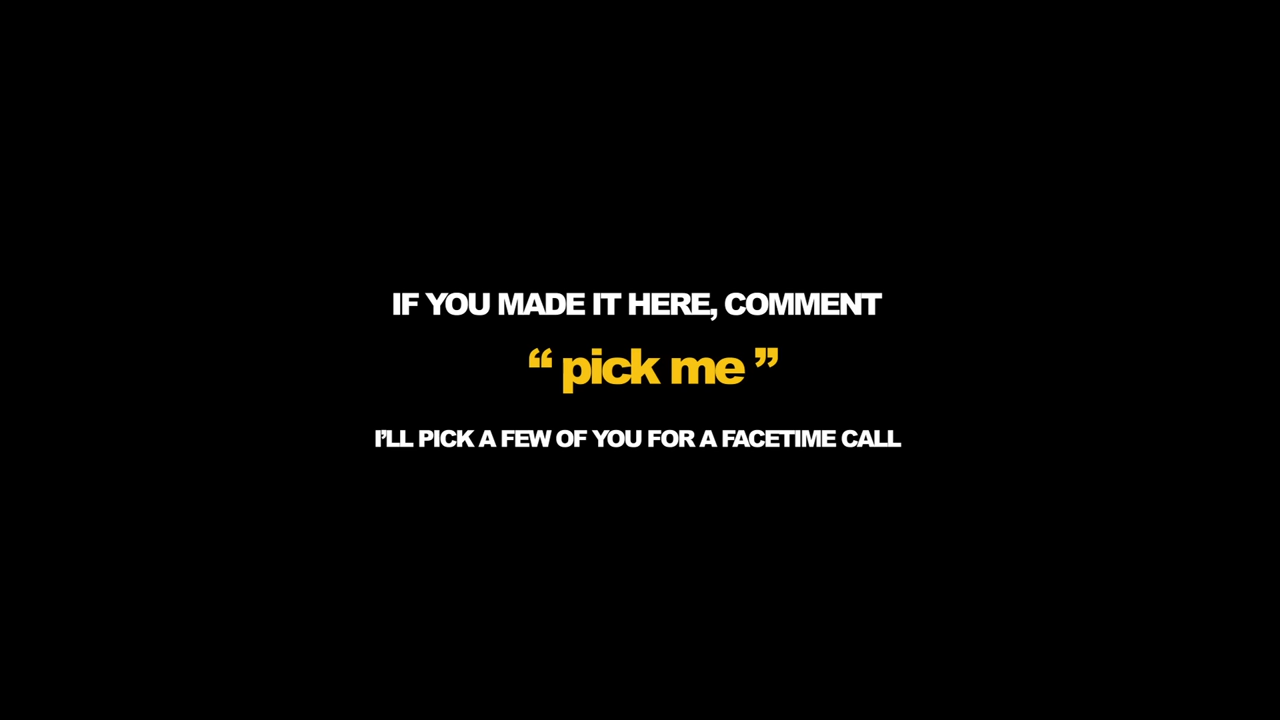 IF YOU MADE IT HERE, COMMENT
“ pick me ”
I’LL PICK A FEW OF YOU FOR A FACETIME CALL